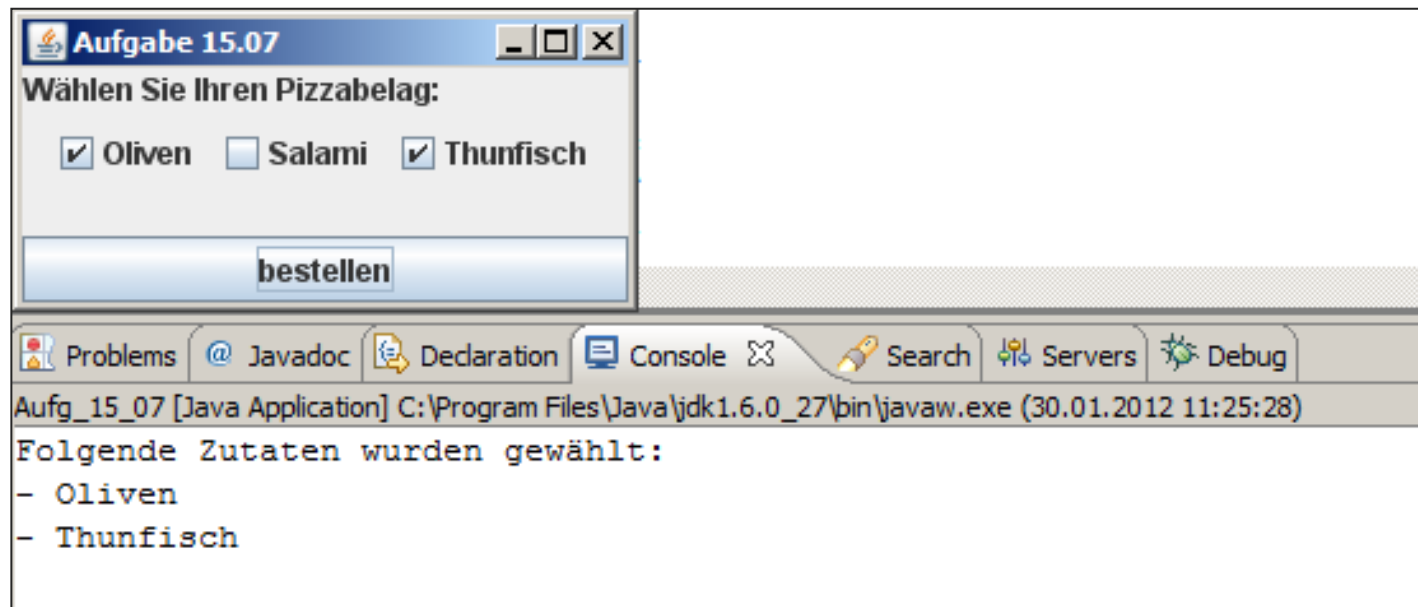 Aufgabe 15.07
Wählen Sie Ihren Pizzabelag:
Oliven Salami Thunfisch
bestellen
Problems @ Javadoc Declaration Console Search Servers Debug
Aufg_15_07 [Java Application] C:\Program Files\Java\jdk1.6.0_27\bin\javaw.exe (30.01.2012 11:25:28)
Folgende Zutaten wurden gewählt:
- Oliven
- Thunfisch